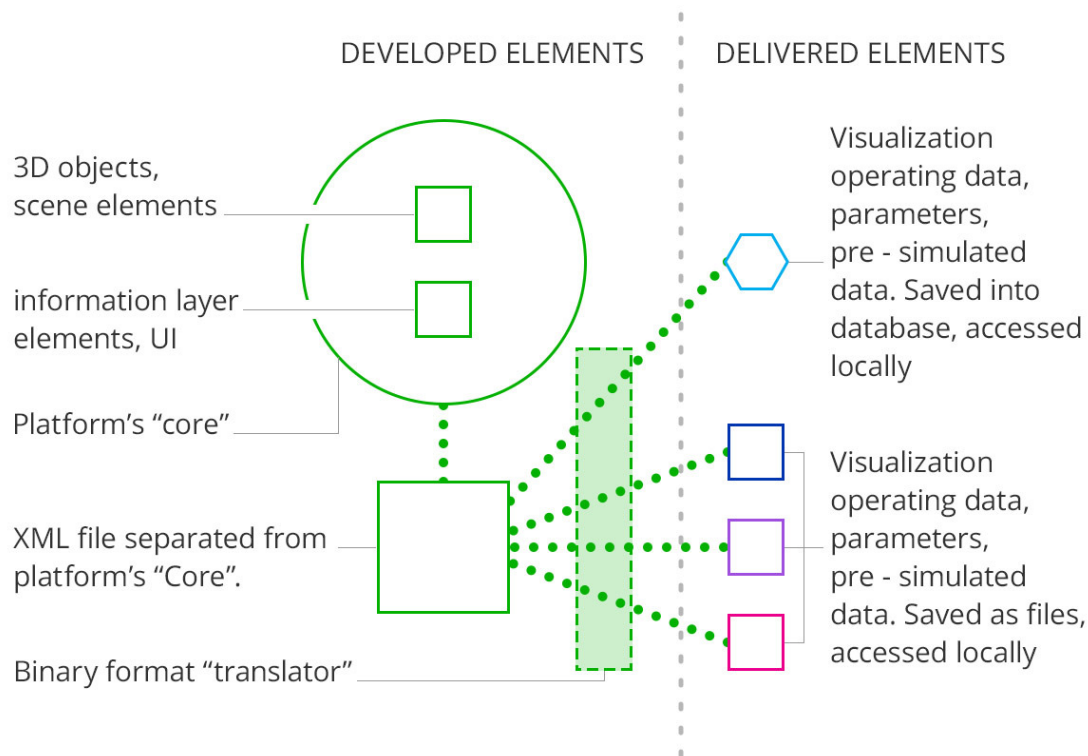 DEVELOPED ELEMENTS
DELIVERED ELEMENTS
3D objects,
scene elements
information layer
elements, UI
Platform’s “core”
XML file separated from
platform’s “Core”.
Binary format “translator”
Visualization
operating data,
parameters,
pre - simulated
data. Saved into
database, accessed
locally
Visualization
operating data,
parameters,
pre - simulated
data. Saved as files,
accessed locally